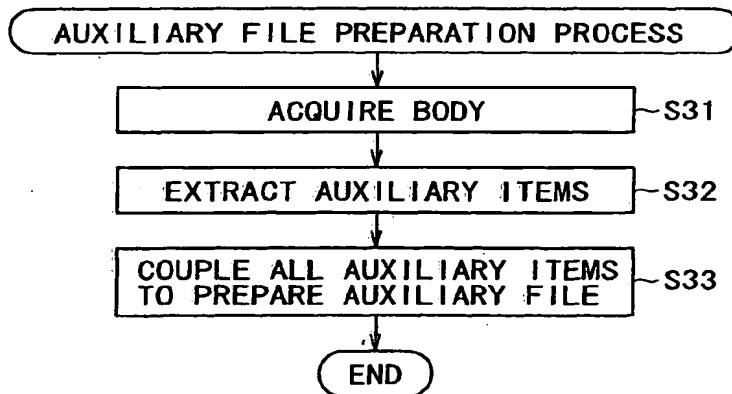 AUXILIARY FILE PREPARATION PROCESS
ACQUIRE BODY
S31
EXTRACT AUXILIARY ITEMS
S32
COUPLE ALL AUXILIARY ITEMS
TO PREPARE AUXILIARY FILE
S33
END